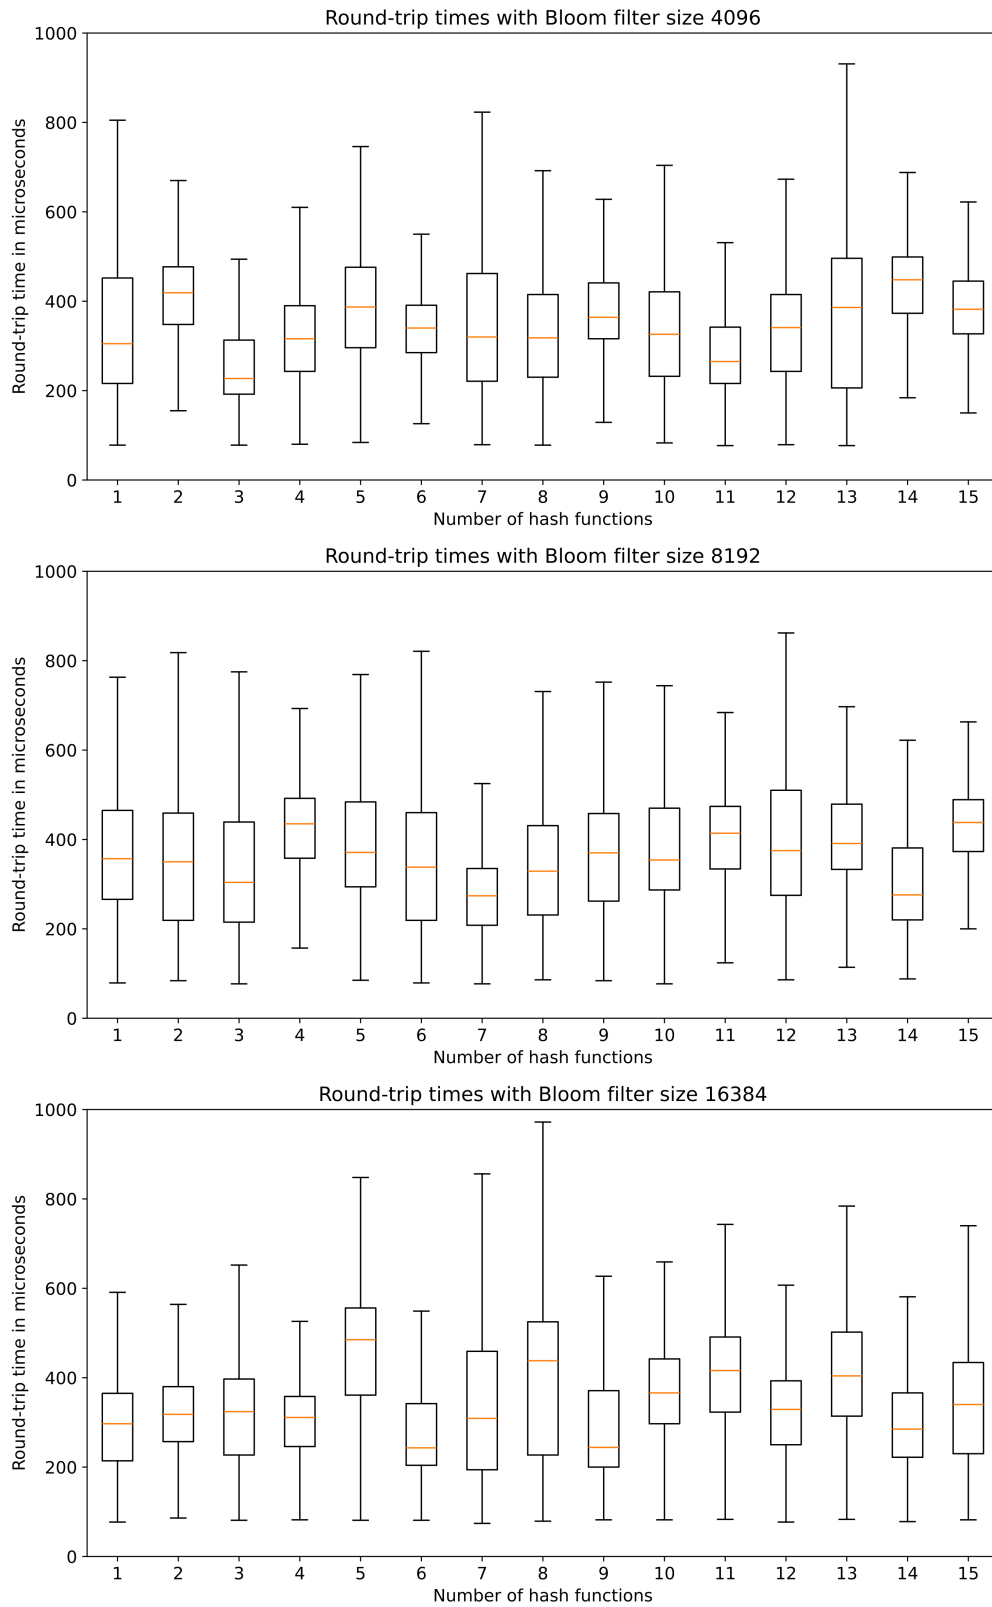 Round-trip times with Bloom filter size 4096
Round-trip time in microseconds
1000
800
600
400
200
0
1 2 3 4 5 6 7 8 9 10 11 12 13 14 15
Number of hash functions
Round-trip times with Bloom filter size 8192
Round-trip time in microseconds
1000
800
600
400
200
0
1 2 3 4 5 6 7 8 9 10 11 12 13 14 15
Number of hash functions
Round-trip times with Bloom filter size 16384
Round-trip time in microseconds
1000
800
600
400
200
0
1 2 3 4 5 6 7 8 9 10 11 12 13 14 15
Number of hash functions